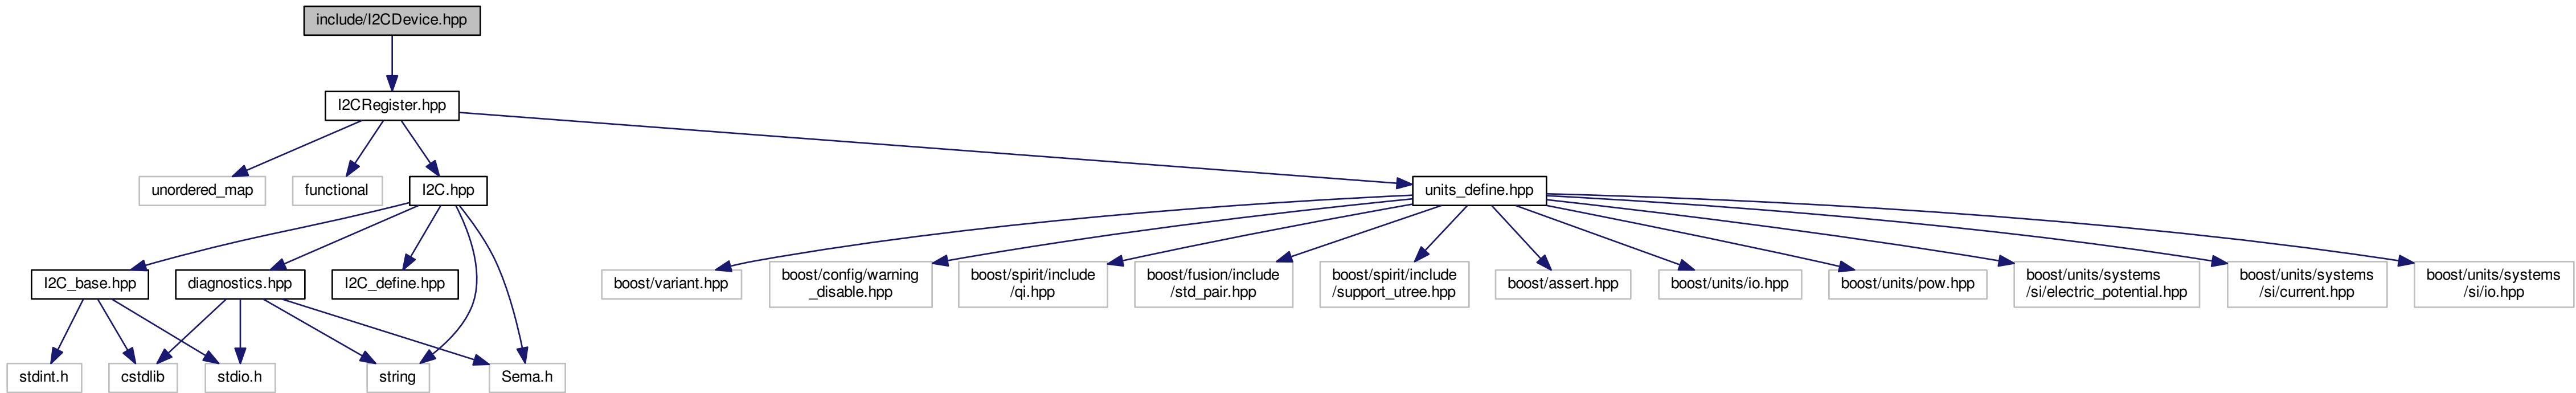 include/I2CDevice.hpp
I2CRegister.hpp
unordered_map
functional
I2C.hpp
units_define.hpp
I2C_base.hpp
diagnostics.hpp
I2C_define.hpp
boost/variant.hpp
boost/config/warning
_disable.hpp
boost/spirit/include
/qi.hpp
boost/fusion/include
/std_pair.hpp
boost/spirit/include
/support_utree.hpp
boost/assert.hpp
boost/units/io.hpp
boost/units/pow.hpp
boost/units/systems
/si/electric_potential.hpp
boost/units/systems
/si/current.hpp
boost/units/systems
/si/io.hpp
stdint.h
cstdlib
stdio.h
string
Sema.h